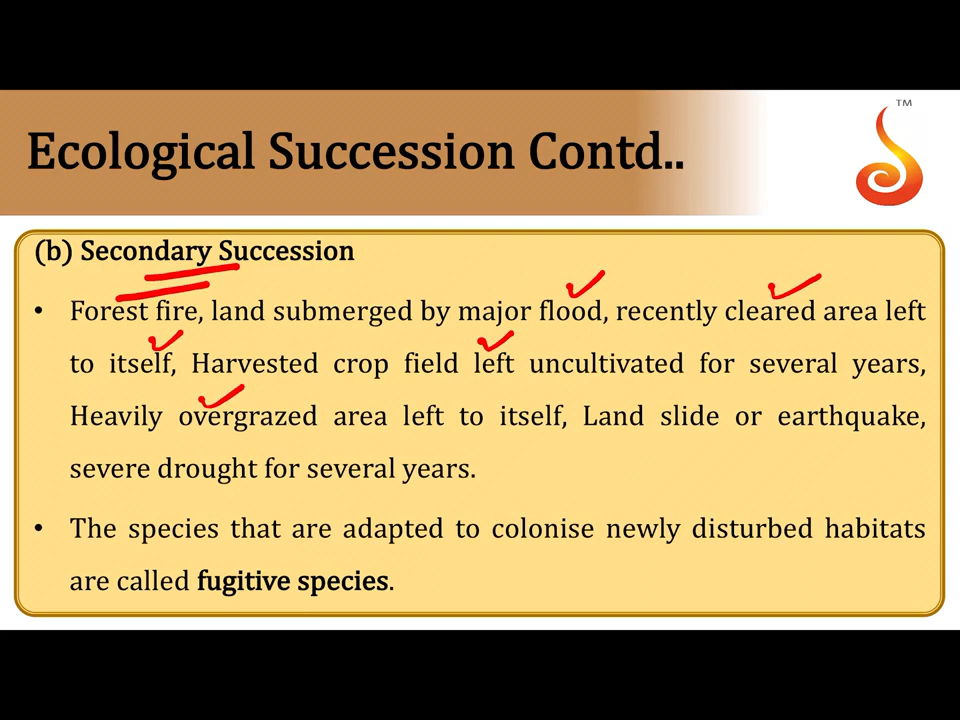 Ecological Succession Contd..
TM
(b) Secondary Succession
• Forest fire, land submerged by major flood, recently cleared area left
to itself, Harvested crop field left uncultivated for several years,
Heavily overgrazed area left to itself, Land slide or earthquake,
severe drought for several years.
• The species that are adapted to colonise newly disturbed habitats
are called fugitive species.